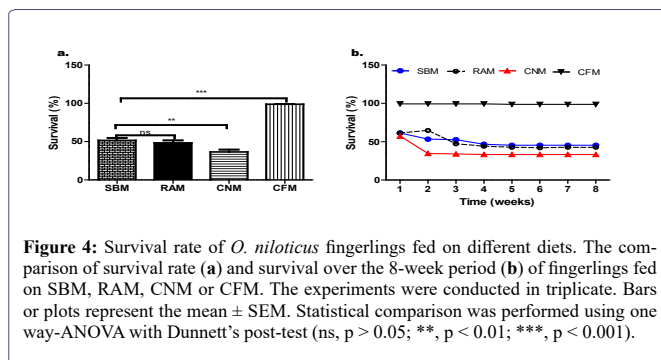 a.
150
100
50
0
Survival (%)
***
**
ns
SBM RAM CNM CFM
b.
SBM RAM CNM CFM
150
100
50
0
Survival (%)
1 2 3 4 5 6 7 8
Time (weeks)
Figure 4: Survival rate of O. niloticus fingerlings fed on different diets. The com-
parison of survival rate (a) and survival over the 8-week period (b) of fingerlings fed
on SBM, RAM, CNM or CFM. The experiments were conducted in triplicate. Bars
or plots represent the mean ± SEM. Statistical comparison was performed using one
way-ANOVA with Dunnett's post-test (ns, p > 0.05; **, p < 0.01; ***, p < 0.001).